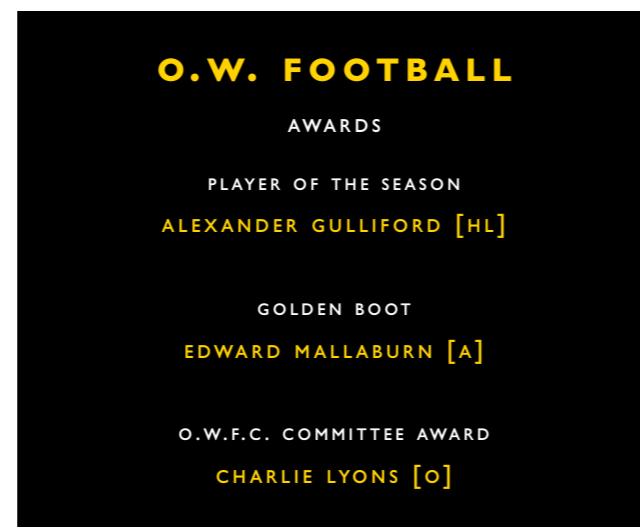 O.W. FOOTBALL
AWARDS
PLAYER OF THE SEASON
ALEXANDER GULLIFORD [HL]
GOLDEN BOOT
EDWARD MALLABURN [A]
O.W.F.C. COMMITTEE AWARD
CHARLIE LYONS [O]